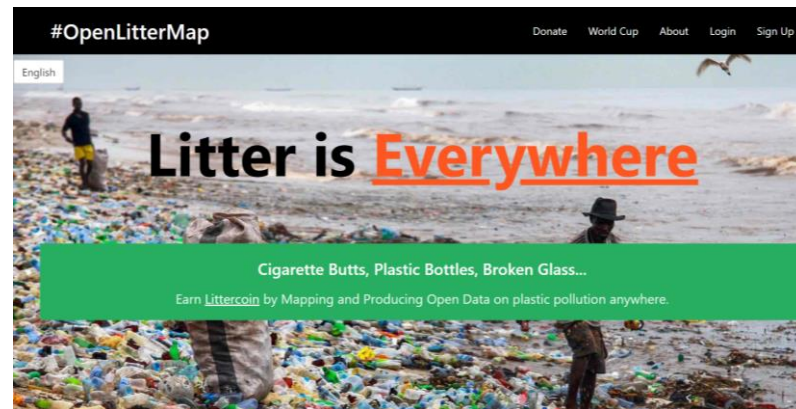 #OpenLitterMap
Donate World Cup About Login Sign Up
English
Litter is Everywhere
Cigarette Butts, Plastic Bottles, Broken Glass...
Earn Littercoin by Mapping and Producing Open Data on plastic pollution anywhere.